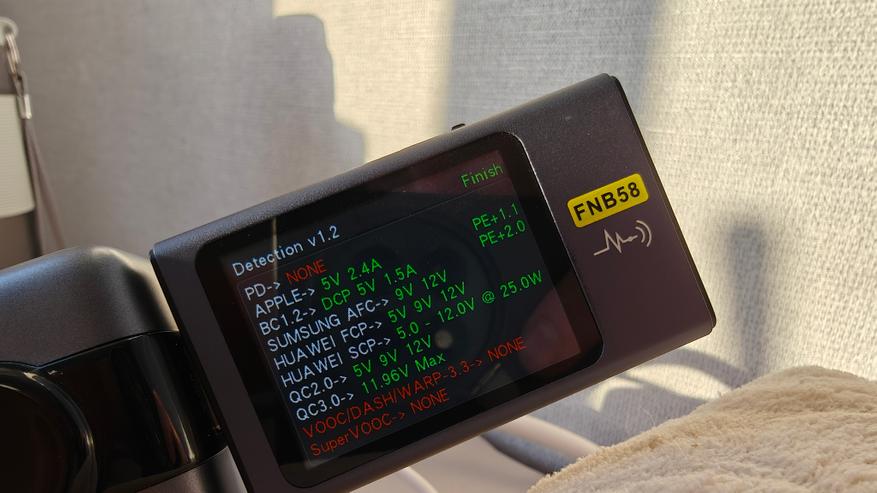 Finish
Detection v1.2
PE+1.1
PE+2.0
PD-> NONE
APPLE-> 5V 2.4A
BC1.2-> DCP 5V 1.5A
SUMSUNG AFC-> 9V 12V
HUAWEI FCP-> 5V 9V 12V
HUAWEI SCP-> 5.0 - 12.0V @ 25.0W
QC2.0-> 5V 9V 12V
QC3.0-> 11.96V Max
VOOC/DASH/WARP-3.3-> NONE
SuperVOOC-> NONE
FNB58